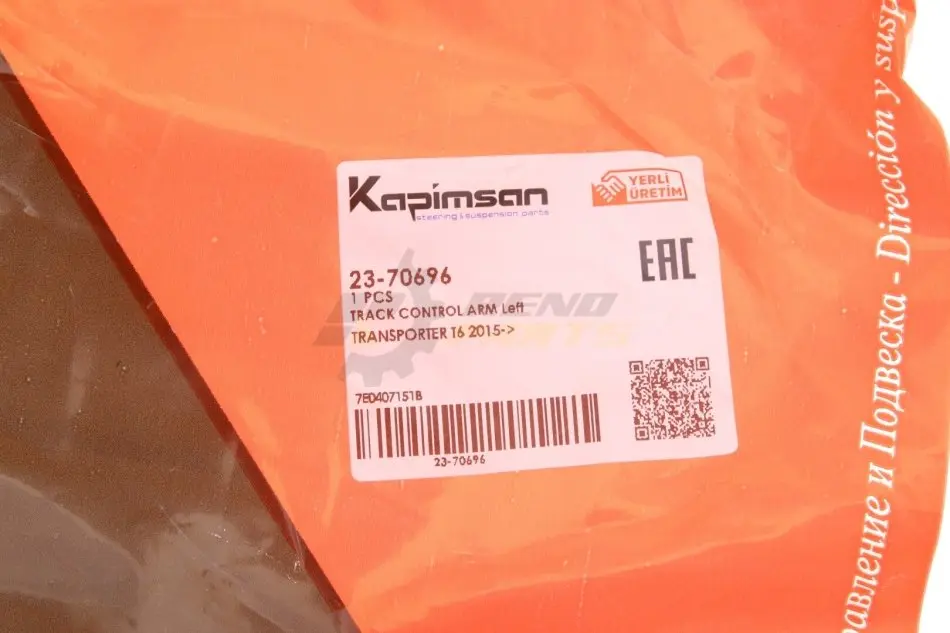 Kapimsan
steering & suspension parts
YERLİ
ÜRETİM
23-70696
1 PCS
TRACK CONTROL ARM Left
TRANSPORTER T6 2015->
EAC
7E0407151B
23-70696
равление и Подвеска - Dirección y susp